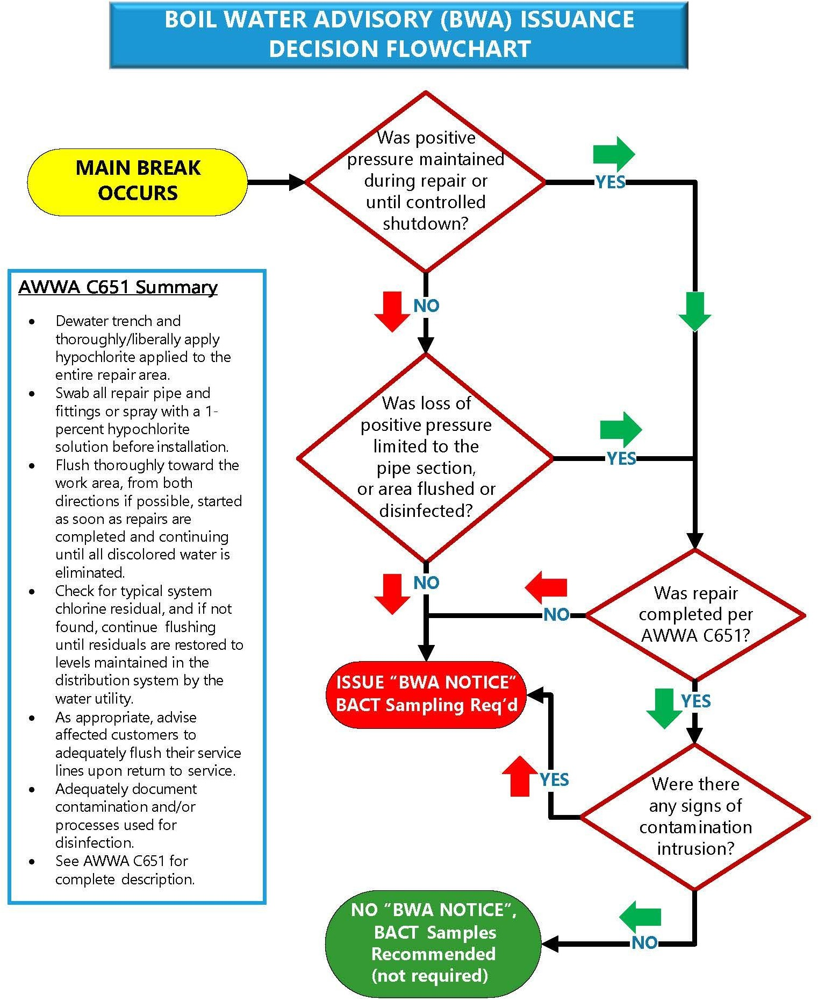 BOIL WATER ADVISORY (BWA) ISSUANCE
DECISION FLOWCHART
MAIN BREAK
OCCURS
Was positive
pressure maintained
during repair or
until controlled
shutdown?
YES
NO
Was loss of
positive pressure
limited to the
pipe section,
or area flushed or
disinfected?
YES
NO
Was repair
completed per
AWWA C651?
NO
YES
ISSUE “BWA NOTICE”
BACT Sampling Req’d
Were there
any signs of
contamination
intrusion?
YES
NO
NO “BWA NOTICE”,
BACT Samples
Recommended
(not required)
AWWA C651 Summary
• Dewater trench and
thoroughly/liberally apply
hypochlorite applied to the
entire repair area.
• Swab all repair pipe and
fittings or spray with a 1-
percent hypochlorite
solution before installation.
• Flush thoroughly toward the
work area, from both
directions if possible, started
as soon as repairs are
completed and continuing
until all discolored water is
eliminated.
• Check for typical system
chlorine residual, and if not
found, continue flushing
until residuals are restored to
levels maintained in the
distribution system by the
water utility.
• As appropriate, advise
affected customers to
adequately flush their service
lines upon return to service.
• Adequately document
contamination and/or
processes used for
disinfection.
• See AWWA C651 for
complete description.